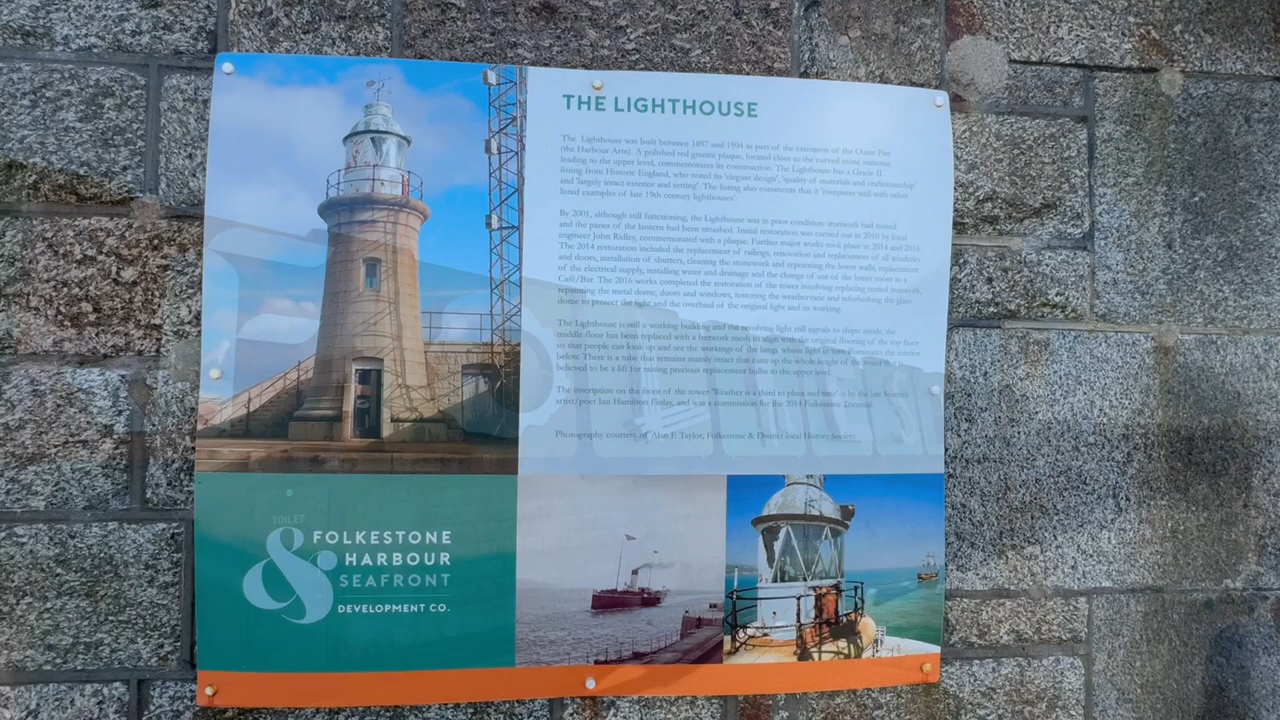 THE LIGHTHOUSE
The Lighthouse was built between 1897 and 1904 as part of the extension of the Outer Pier
(the Harbour Arm). A polished red granite plaque, located close to the curved stone staircase
leading to the upper level, commemorates its construction. The Lighthouse has a Grade II
listing from Historic England, who noted its 'elegant design', 'quality of materials and craftsmanship'
and 'largely intact exterior and setting'. The listing also comments that it 'compares well with other
listed examples of late 19th century lighthouses'.
By 2001, although still functioning, the Lighthouse was in poor condition: ironwork had rusted
and the panes of the lantern had been smashed. Initial restoration was carried out in 2010 by local
engineer John Ridley, commemorated with a plaque. Further major works took place in 2014 and 2016.
The 2014 restoration included the replacement of railings, renovation and replacement of all windows
and doors, installation of shutters, cleaning the stonework and repointing the lower walls, replacement
of the electrical supply, installing water and drainage and the change of use of the lower room to a
Café/Bar. The 2016 works completed the restoration of the tower involving replacing rusted ironwork,
repainting the metal dome, doors and windows, restoring the weathervane and refurbishing the glass
dome to protect the light and the overhaul of the original light and its working.
The Lighthouse is still a working building and the revolving light still signals to ships: inside, the
middle floor has been replaced with a fretwork mesh to align with the original flooring of the top floor
so that people can look up and see the workings of the lamp, whose light in turn illuminates the interior
below. There is a tube that remains mainly intact that runs up the whole height of the tower that is
believed to be a lift for raising precious replacement bulbs to the upper level.
The inscription on the front of the tower 'Weather is a third to place and time' is by the late Scottish
artist/poet Ian Hamilton Finlay, and was a commission for the 2014 Folkestone Triennial.
Photography courtesy of Alan F. Taylor, Folkestone & District local History Society.
TOILET
&
FOLKESTONE
HARBOUR
SEAFRONT
DEVELOPMENT CO.